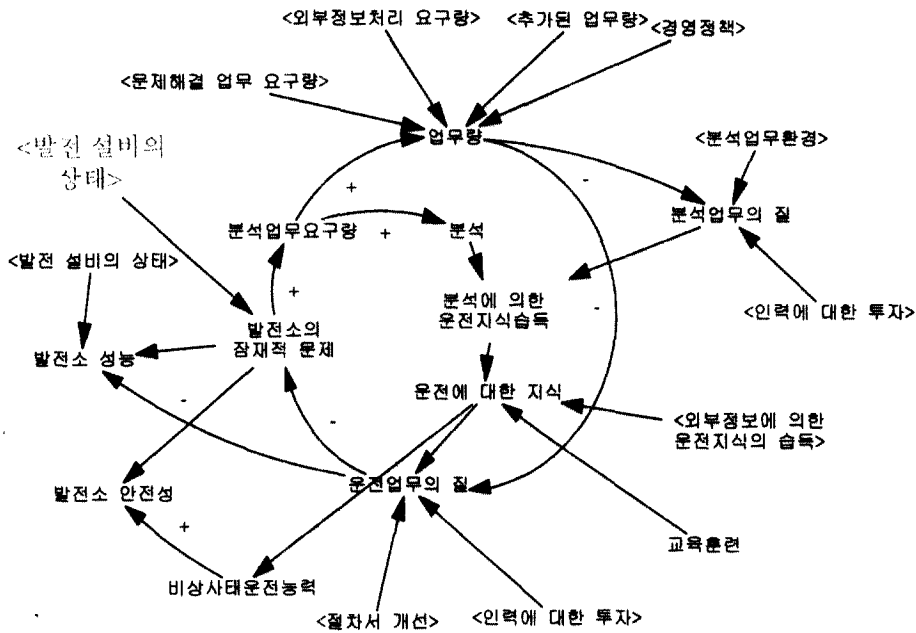 <외부정보처리 요구량>
<추가된 업무량>
<경영정책>
<문제해결 업무 요구량>
업무량
<발전 설비의
상태>
<분석업무환경>
-
+
분석업무의 질
분석업무요구량
+
분석
<발전 설비의 상태>
+
분석에 의한
운전지식습득
-
<인력에 대한 투자>
발전소의
잠재적 문제
발전소 성능
운전에 대한 지식
-
-
<외부정보에 의한
운전지식의 습득>
운전업무의 질
발전소 안전성
+
교육훈련
비상사태운전능력
<절차서 개선>
<인력에 대한 투자>